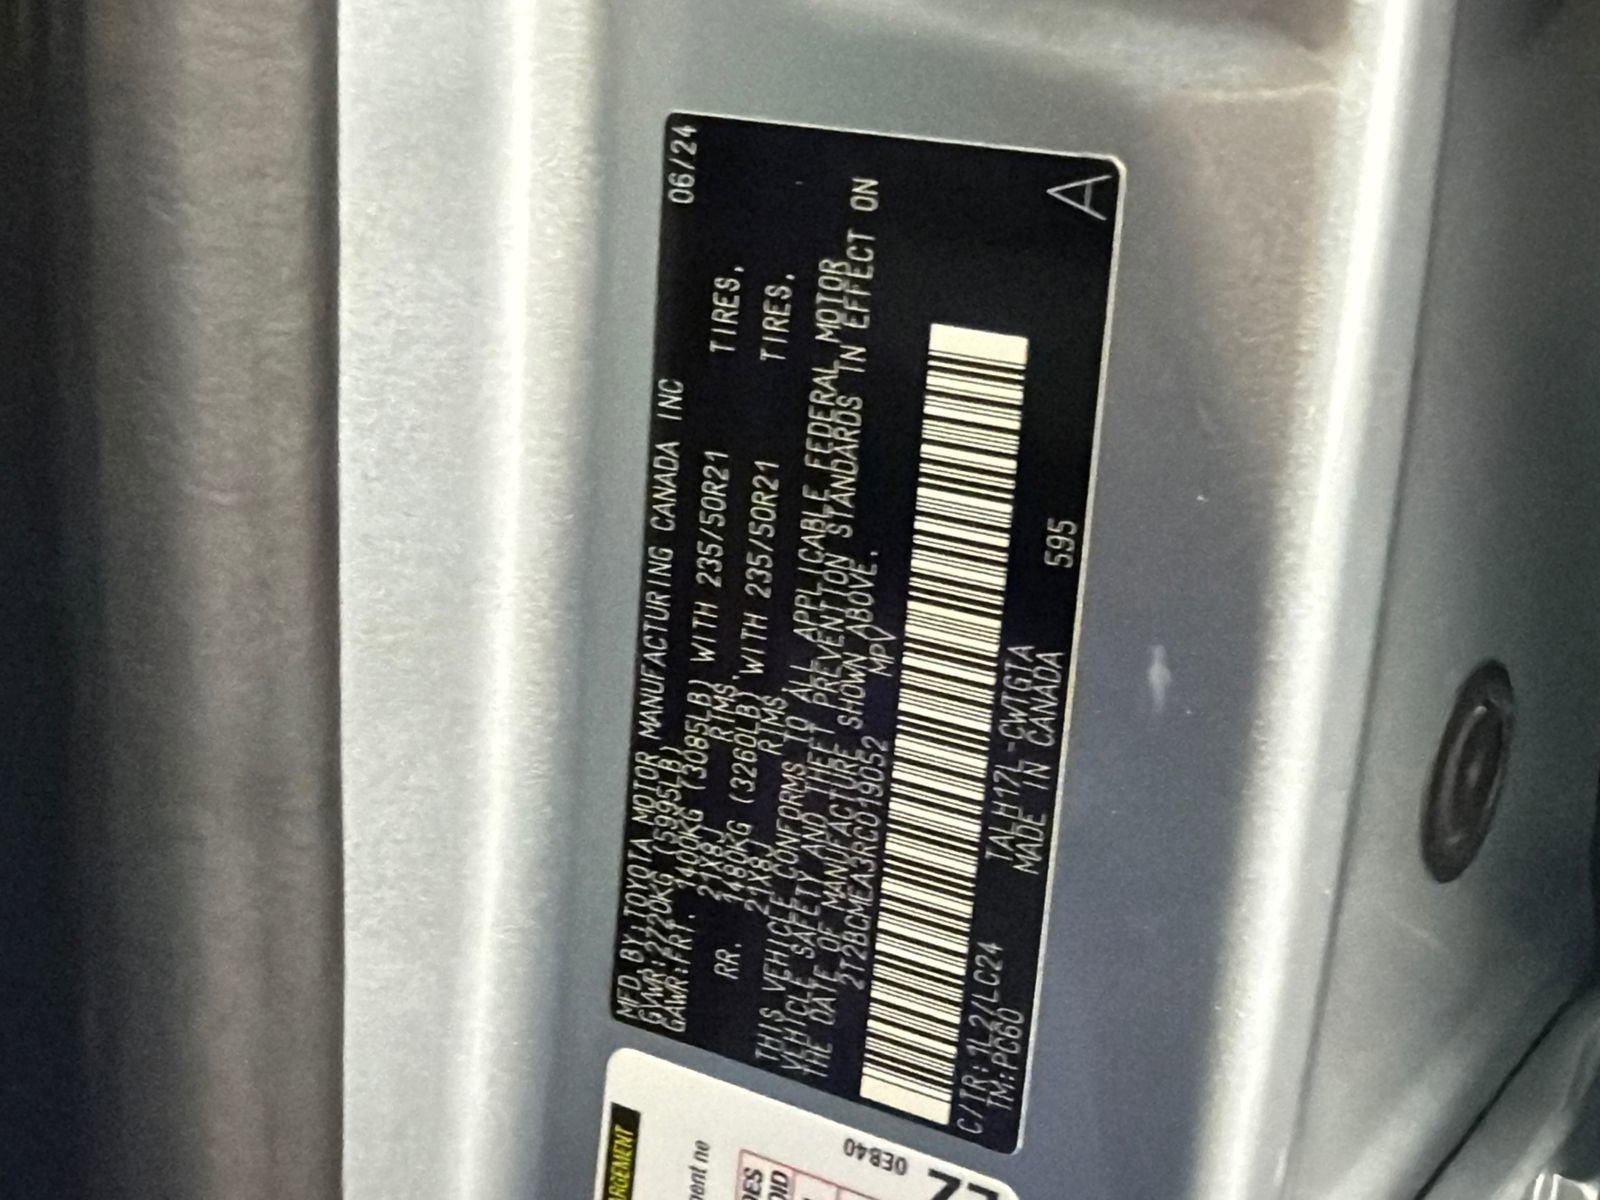 MFD.BY:TOYOTA MOTOR MANUFACTURING CANADA INC 06/24
GVWR:2720KG (5995LB)
GAWR:FRT. 1400KG (3085LB) WITH 235/50R21 TIRES,
21X8J RIMS.
RR. 1480KG (3260LB) WITH 235/50R21 TIRES,
21X8J RIMS.
THIS VEHICLE CONFORMS TO ALL APPLICABLE FEDERAL MOTOR
VEHICLE SAFETY AND THEFT PREVENTION STANDARDS IN EFFECT ON
THE DATE OF MANUFACTURE SHOWN ABOVE.
2T2BCMEA3RC019052 MPV
C/TR:1L2/LC24 TALH17L-CWTGTA 595
TM:PC60 MADE IN CANADA
A
0E840